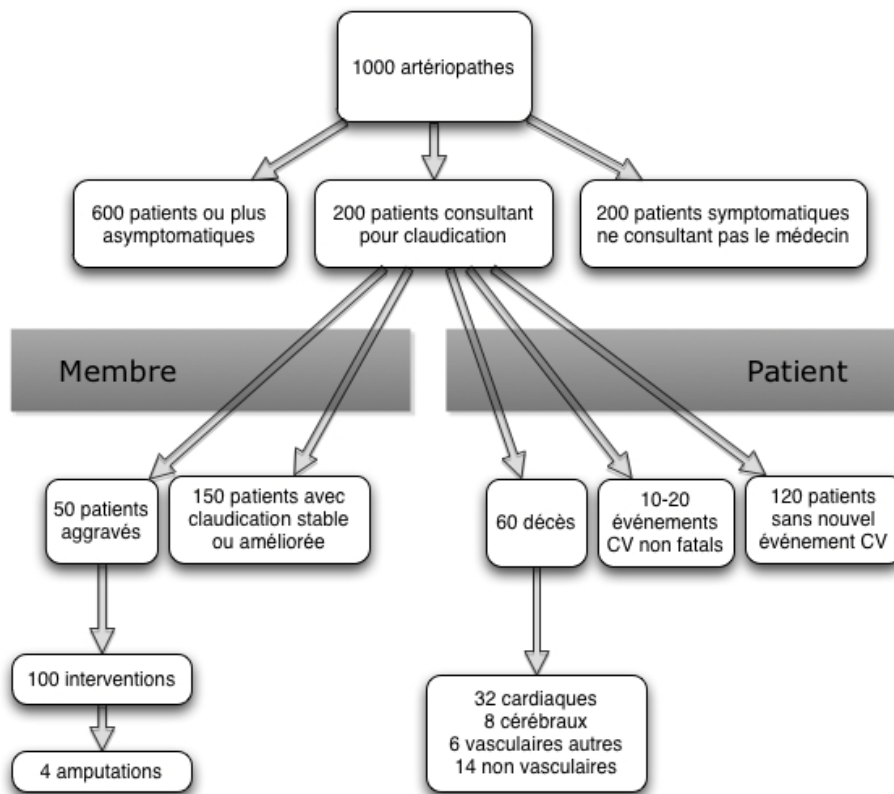 1000 artériopathes
600 patients ou plus
asymptomatiques
200 patients consultant
pour claudication
200 patients symptomatiques
ne consultant pas le médecin
Membre
Patient
50 patients
aggravés
150 patients avec
claudication stable
ou améliorée
60 décès
10-20
événements
CV non fatals
120 patients
sans nouvel
événement CV
100 interventions
4 amputations
32 cardiaques
8 cérébraux
6 vasculaires autres
14 non vasculaires